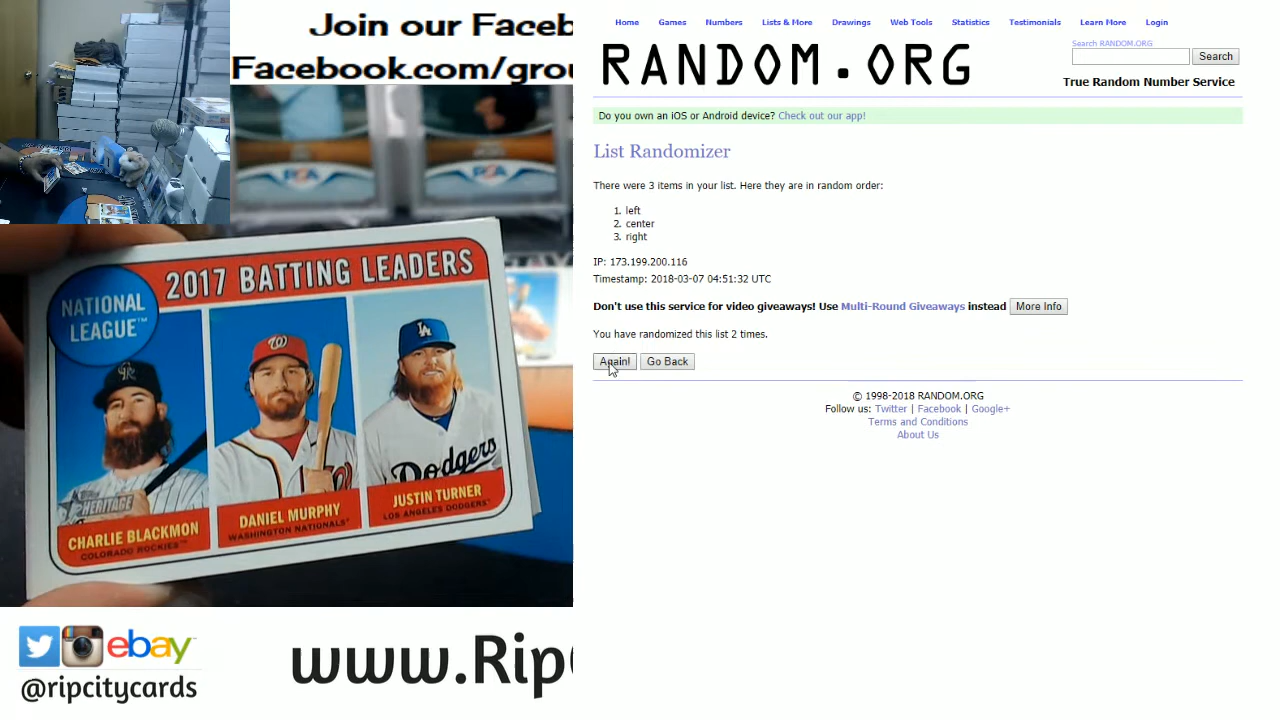 Join our Faceb
Facebook.com/grou
2017 BATTING LEADERS
NATIONAL
LEAGUE™
TOPPS
HERITAGE
CHARLIE BLACKMON
COLORADO ROCKIES™
DANIEL MURPHY
WASHINGTON NATIONALS®
Dodgers
JUSTIN TURNER
LOS ANGELES DODGERS®
ebay™
@ripcitycards
www.Rip
Home Games Numbers Lists & More Drawings Web Tools Statistics Testimonials Learn More Login
RANDOM.ORG
Search RANDOM.ORG
Search
True Random Number Service
Do you own an iOS or Android device? Check out our app!
List Randomizer
There were 3 items in your list. Here they are in random order:
1. left
2. center
3. right
IP: 173.199.200.116
Timestamp: 2018-03-07 04:51:32 UTC
Don't use this service for video giveaways! Use Multi-Round Giveaways instead More Info
You have randomized this list 2 times.
Again! Go Back
© 1998-2018 RANDOM.ORG
Follow us: Twitter | Facebook | Google+
Terms and Conditions
About Us